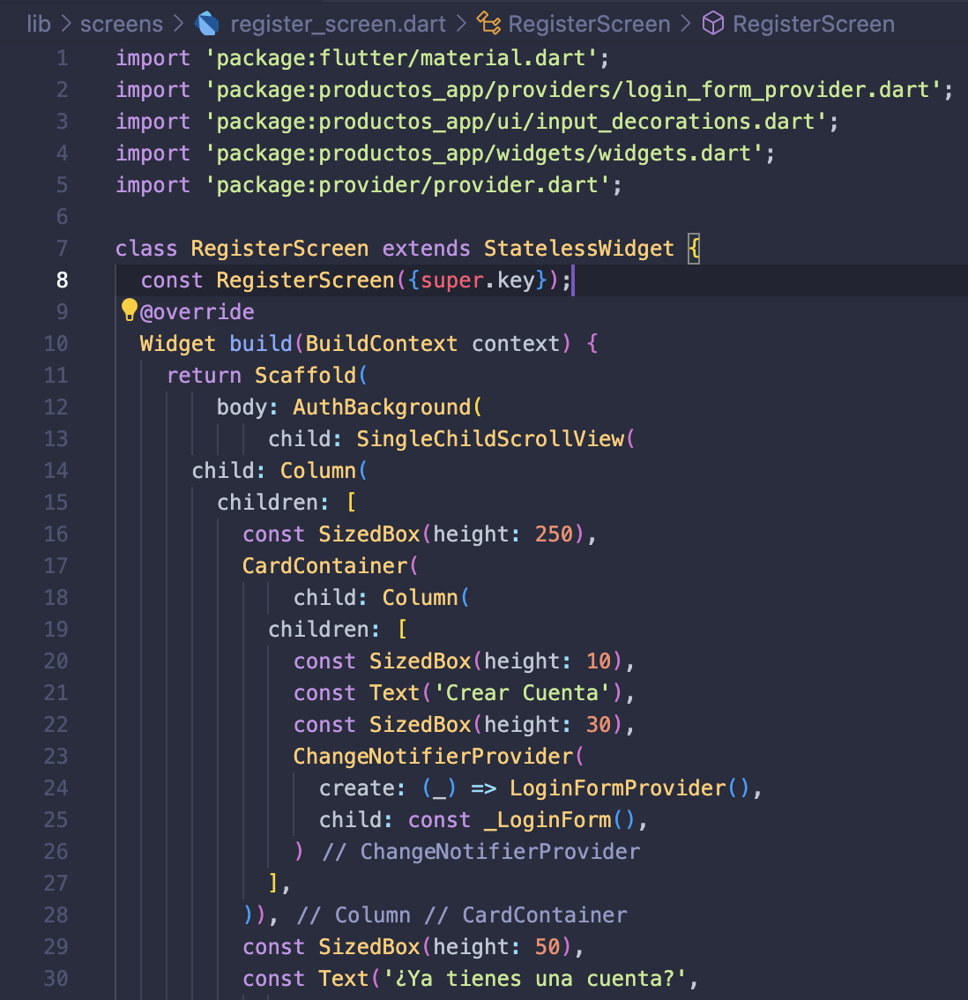 lib > screens > register_screen.dart > RegisterScreen > RegisterScreen
1 import 'package:flutter/material.dart';
2 import 'package:productos_app/providers/login_form_provider.dart';
3 import 'package:productos_app/ui/input_decorations.dart';
4 import 'package:productos_app/widgets/widgets.dart';
5 import 'package:provider/provider.dart';
6
7 class RegisterScreen extends StatelessWidget {
8   const RegisterScreen({super.key});
9   @override
10   Widget build(BuildContext context) {
11     return Scaffold(
12         body: AuthBackground(
13             child: SingleChildScrollView(
14       child: Column(
15         children: [
16           const SizedBox(height: 250),
17           CardContainer(
18               child: Column(
19             children: [
20               const SizedBox(height: 10),
21               const Text('Crear Cuenta'),
22               const SizedBox(height: 30),
23               ChangeNotifierProvider(
24                 create: (_) => LoginFormProvider(),
25                 child: const _LoginForm(),
26               ) // ChangeNotifierProvider
27             ],
28           )), // Column // CardContainer
29           const SizedBox(height: 50),
30           const Text('¿Ya tienes una cuenta?',